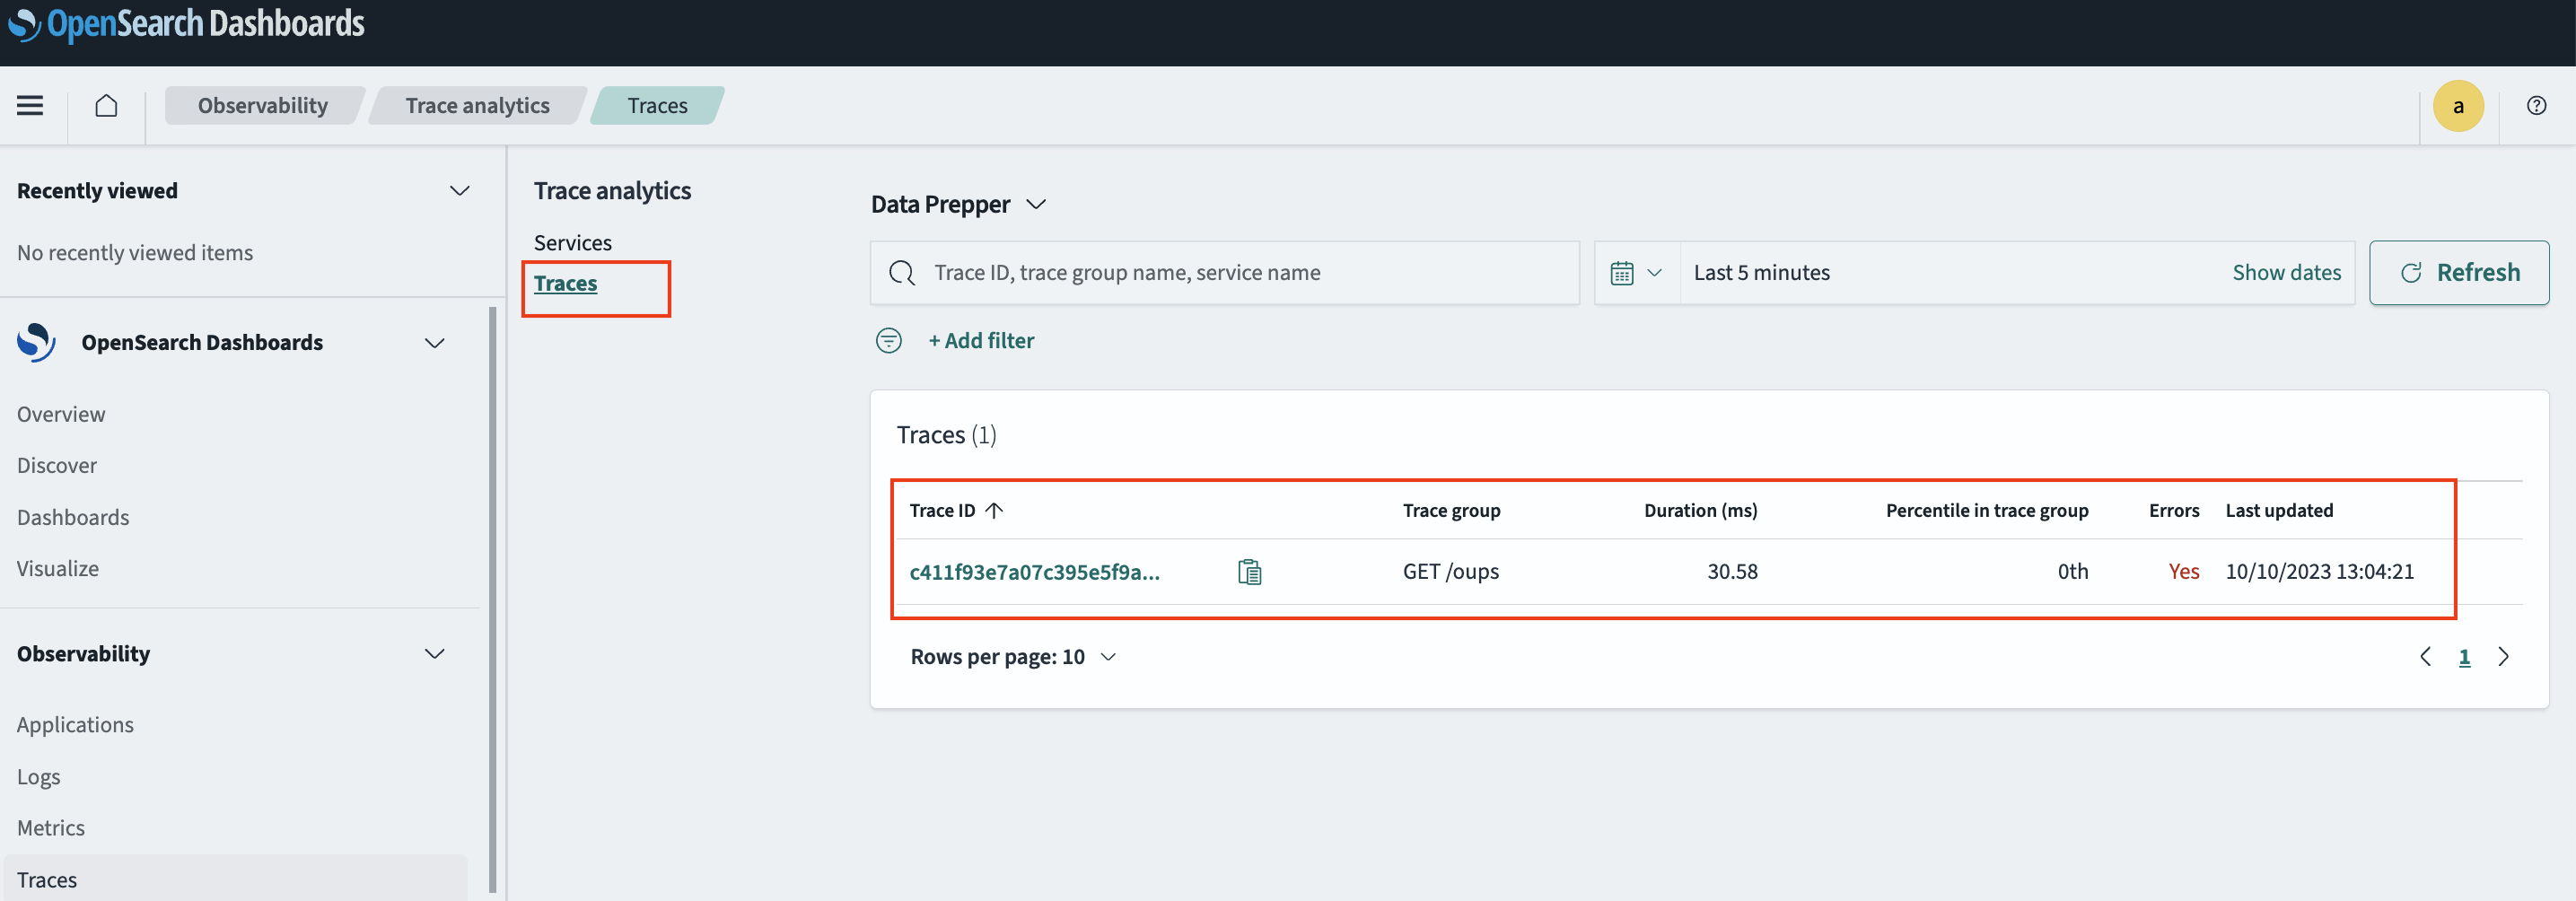 OpenSearch Dashboards
Observability Trace analytics Traces a
Recently viewed
No recently viewed items
OpenSearch Dashboards
Overview
Discover
Dashboards
Visualize
Observability
Applications
Logs
Metrics
Traces
Trace analytics
Services
Traces
Data Prepper
Trace ID, trace group name, service name Last 5 minutes Show dates Refresh
+ Add filter
Traces (1)
Trace ID Trace group Duration (ms) Percentile in trace group Errors Last updated
c411f93e7a07c395e5f9a... GET /oups 30.58 0th Yes 10/10/2023 13:04:21
Rows per page: 10 1